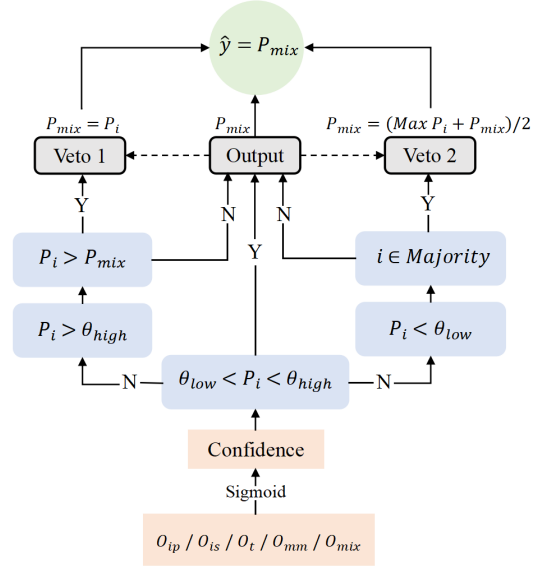 ŷ = P_mix
P_mix = P_i
P_mix
P_mix = (Max P_i + P_mix)/2
Veto 1
Output
Veto 2
Y
N
Y
N
Y
P_i > P_mix
i ∈ Majority
P_i > θ_high
P_i < θ_low
N
θ_low < P_i < θ_high
N
Confidence
Sigmoid
O_ip / O_is / O_t / O_mm / O_mix